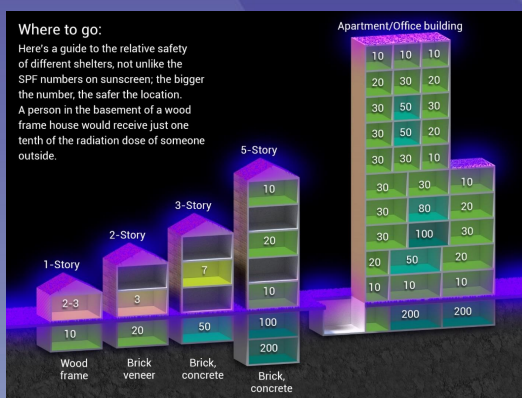 Where to go:
Here's a guide to the relative safety
of different shelters, not unlike the
SPF numbers on sunscreen; the bigger
the number, the safer the location.
A person in the basement of a wood
frame house would receive just one
tenth of the radiation dose of someone
outside.
1-Story
2-3
10
Wood
frame
2-Story
3
20
Brick
veneer
3-Story
7
50
Brick,
concrete
5-Story
10
20
10
100
200
Brick,
concrete
Apartment/Office building
10 10 10
20 30 20
30 50 30
30 50 20
30 30 10
30 30 10
30 80 20
30 100 30
20 50 20
10 10 10
200 200